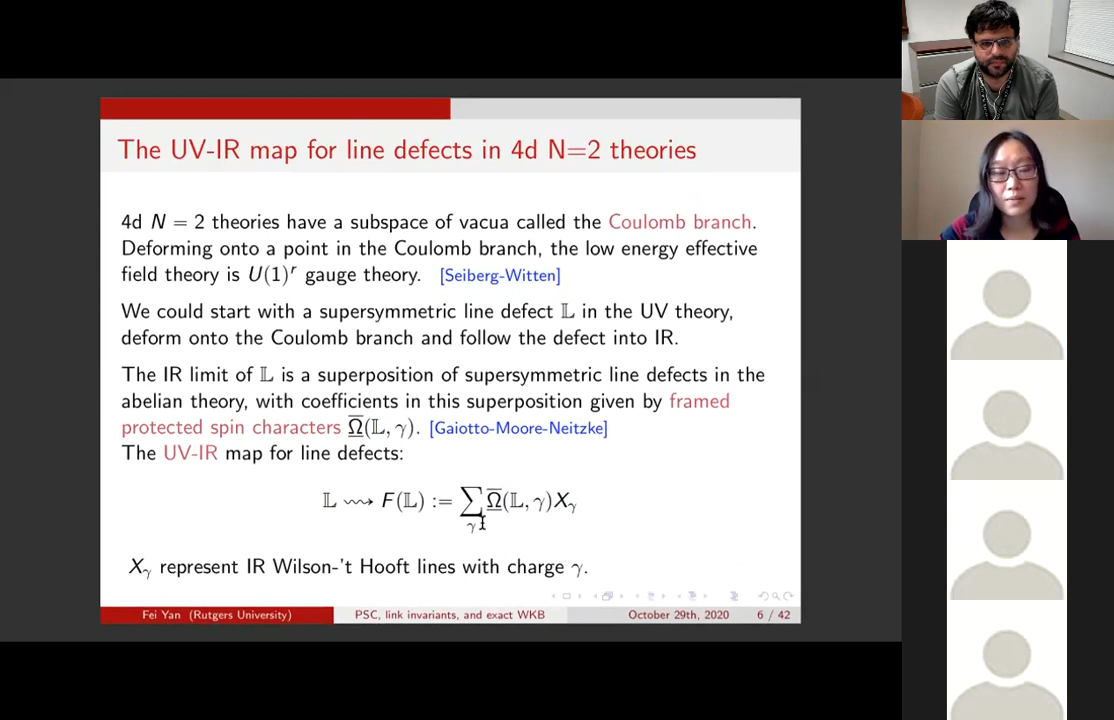 The UV-IR map for line defects in 4d N=2 theories
4d N = 2 theories have a subspace of vacua called the Coulomb branch.
Deforming onto a point in the Coulomb branch, the low energy effective
field theory is U(1)^r gauge theory. [Seiberg-Witten]
We could start with a supersymmetric line defect 𝕃 in the UV theory,
deform onto the Coulomb branch and follow the defect into IR.
The IR limit of 𝕃 is a superposition of supersymmetric line defects in the
abelian theory, with coefficients in this superposition given by framed
protected spin characters Ω̲̅(𝕃, γ). [Gaiotto-Moore-Neitzke]
The UV-IR map for line defects:
𝕃 ⇝ F(𝕃) := ∑_γ Ω̲̅(𝕃, γ)X_γ
X_γ represent IR Wilson-'t Hooft lines with charge γ.
Fei Yan (Rutgers University) PSC, link invariants, and exact WKB October 29th, 2020 6 / 42